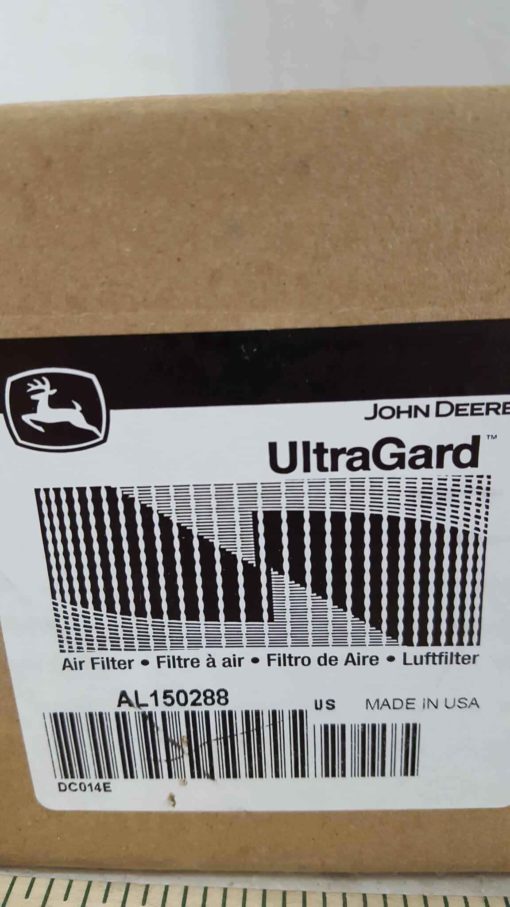 JOHN DEERE
UltraGard™
Air Filter • Filtre à air • Filtro de Aire • Luftfilter
AL150288 US MADE IN USA
DC014E